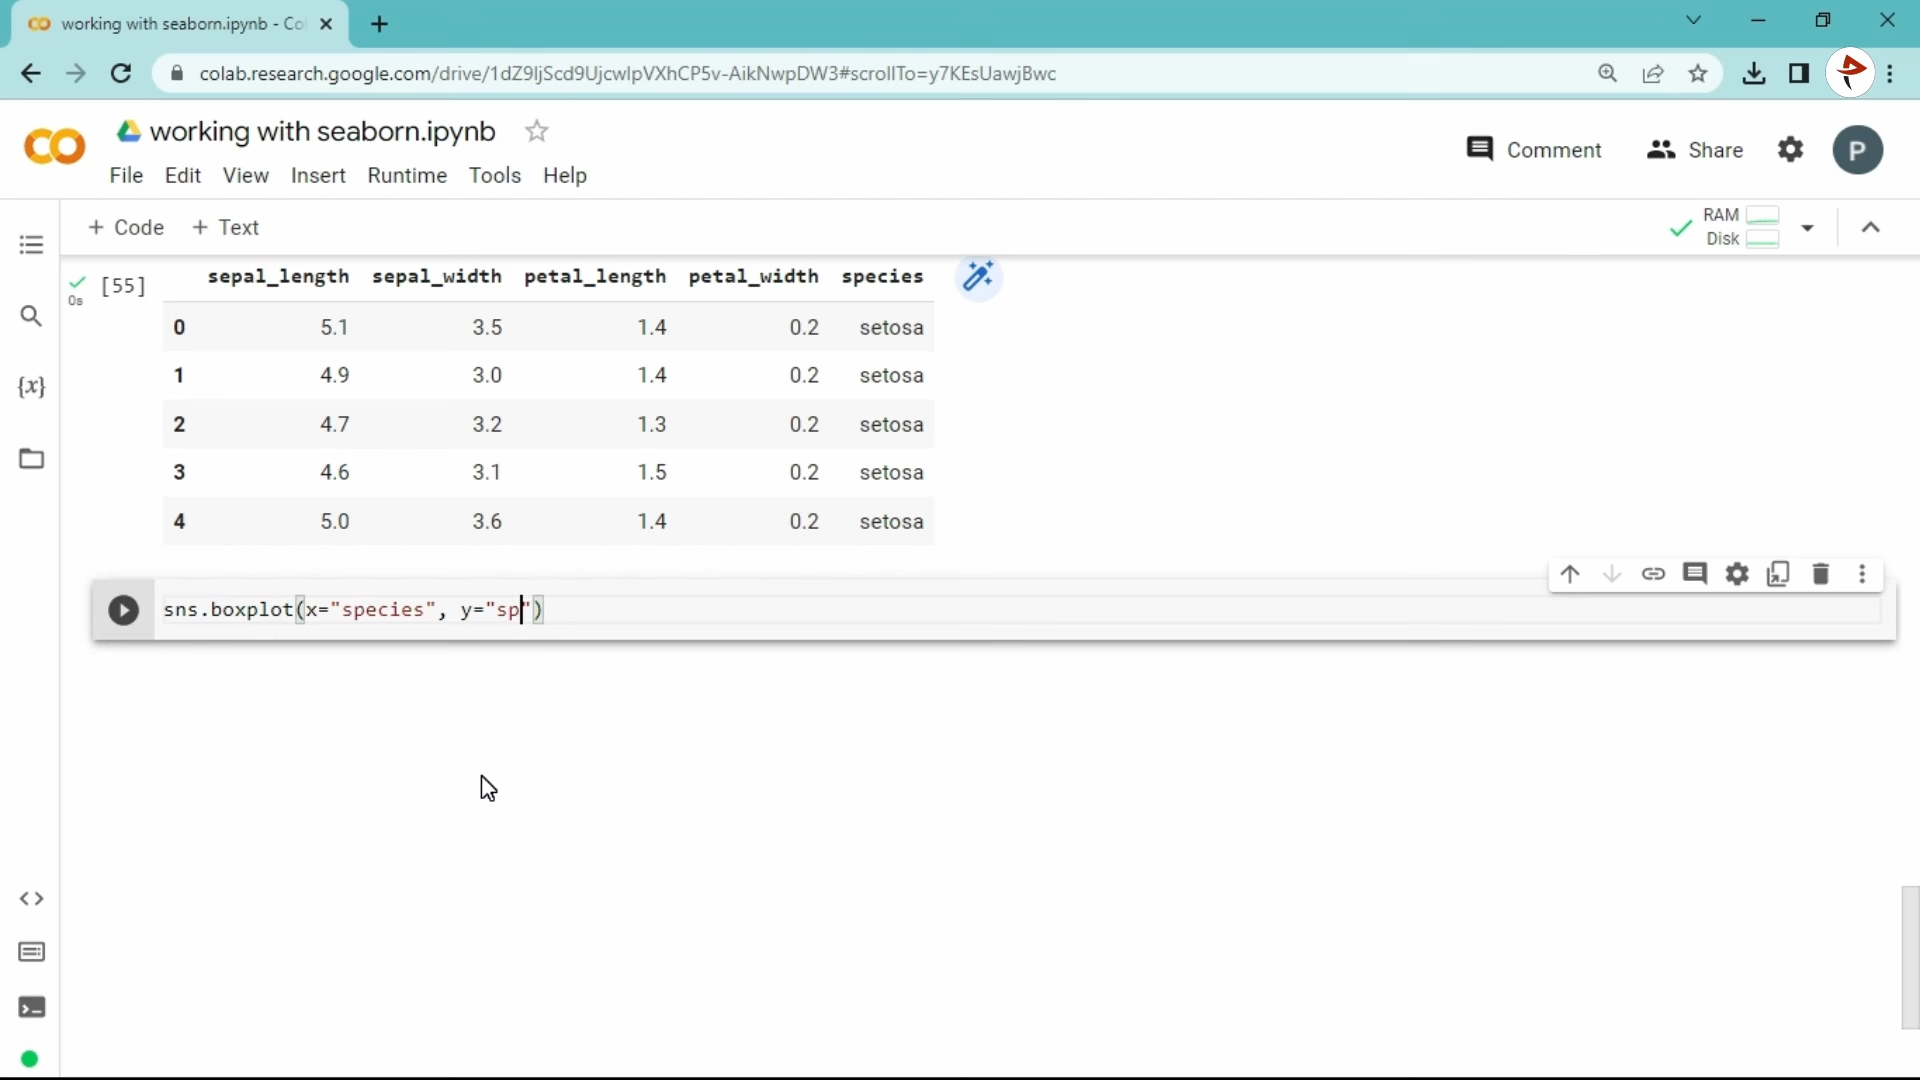 working with seaborn.ipynb - Co
colab.research.google.com/drive/1dZ9IjScd9UjcwIpVXhCP5v-AikNwpDW3#scrollTo=y7KEsUawjBwc
CO
working with seaborn.ipynb
Comment
Share
P
File Edit View Insert Runtime Tools Help
+ Code + Text
RAM
Disk
{x}
0s
[55]
sepal_length sepal_width petal_length petal_width species
0 5.1 3.5 1.4 0.2 setosa
1 4.9 3.0 1.4 0.2 setosa
2 4.7 3.2 1.3 0.2 setosa
3 4.6 3.1 1.5 0.2 setosa
4 5.0 3.6 1.4 0.2 setosa
sns.boxplot(x="species", y="sp")